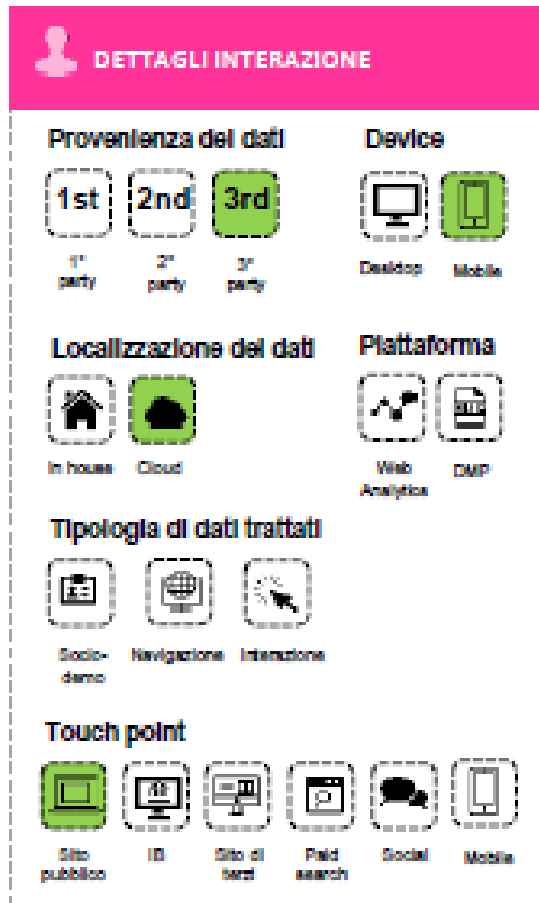 DETTAGLI INTERAZIONE
Provenienza dei dati
Device
1st 2nd 3rd
1° party
2° party
3° party
Desktop
Mobile
Localizzazione dei dati
Piattaforma
In house
Cloud
Web
Analytics
DMP
Tipologia di dati trattati
Socio-
demo
Navigazione
Interazione
Touch point
Sito
pubblico
IB
Sito di
terzi
Paid
search
Social
Mobile